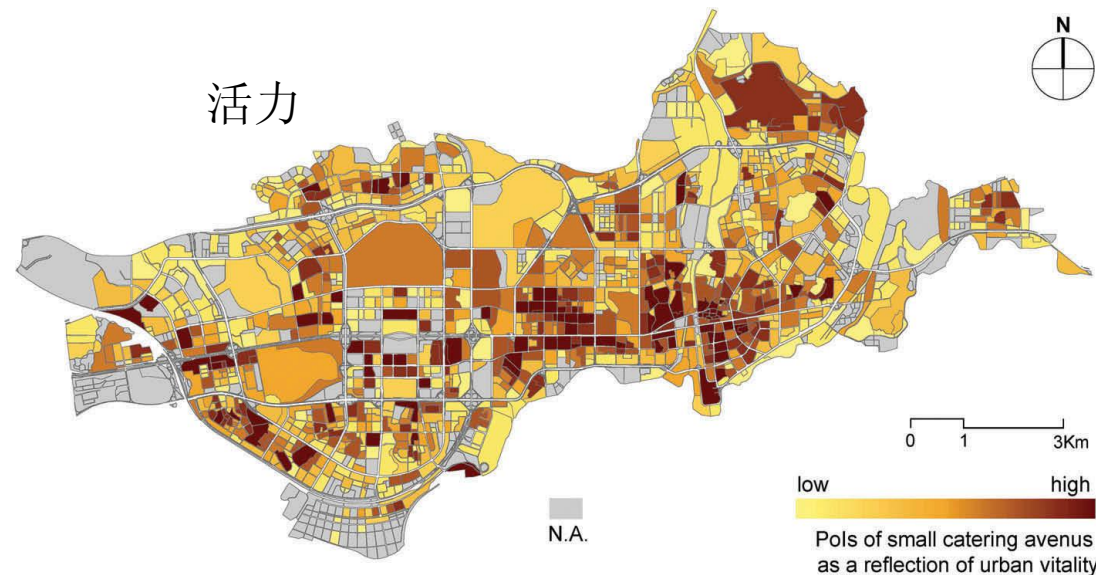 活力
N
0 1 3Km
low high
N.A.
PoIs of small catering avenus
as a reflection of urban vitality